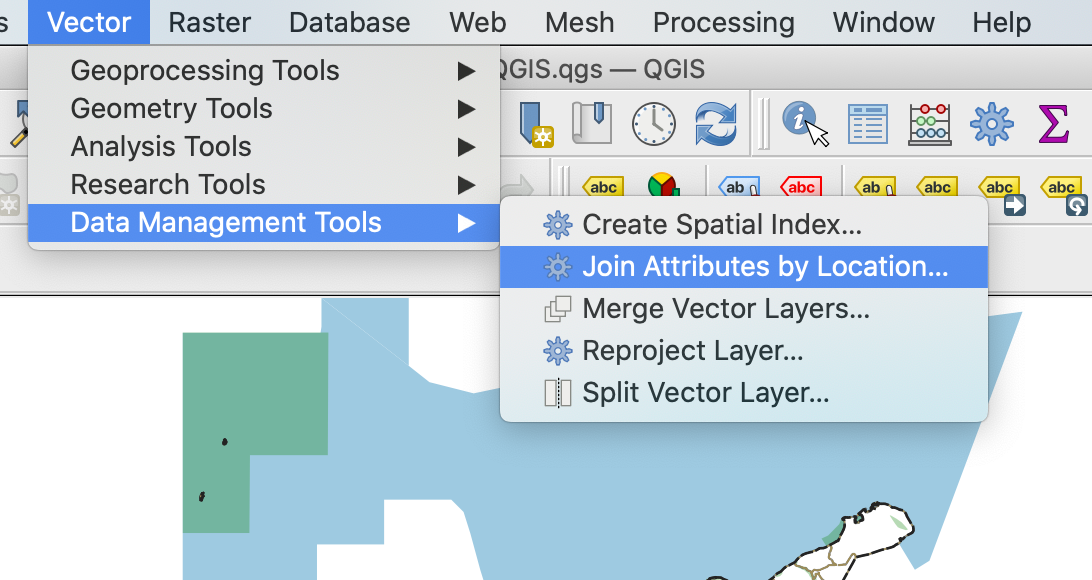 s Vector Raster Database Web Mesh Processing Window Help
QGIS.qgs — QGIS
Geoprocessing Tools
Geometry Tools
Analysis Tools
Research Tools
Data Management Tools
abc ab abc ab abc abc abc
Create Spatial Index...
Join Attributes by Location...
Merge Vector Layers...
Reproject Layer...
Split Vector Layer...